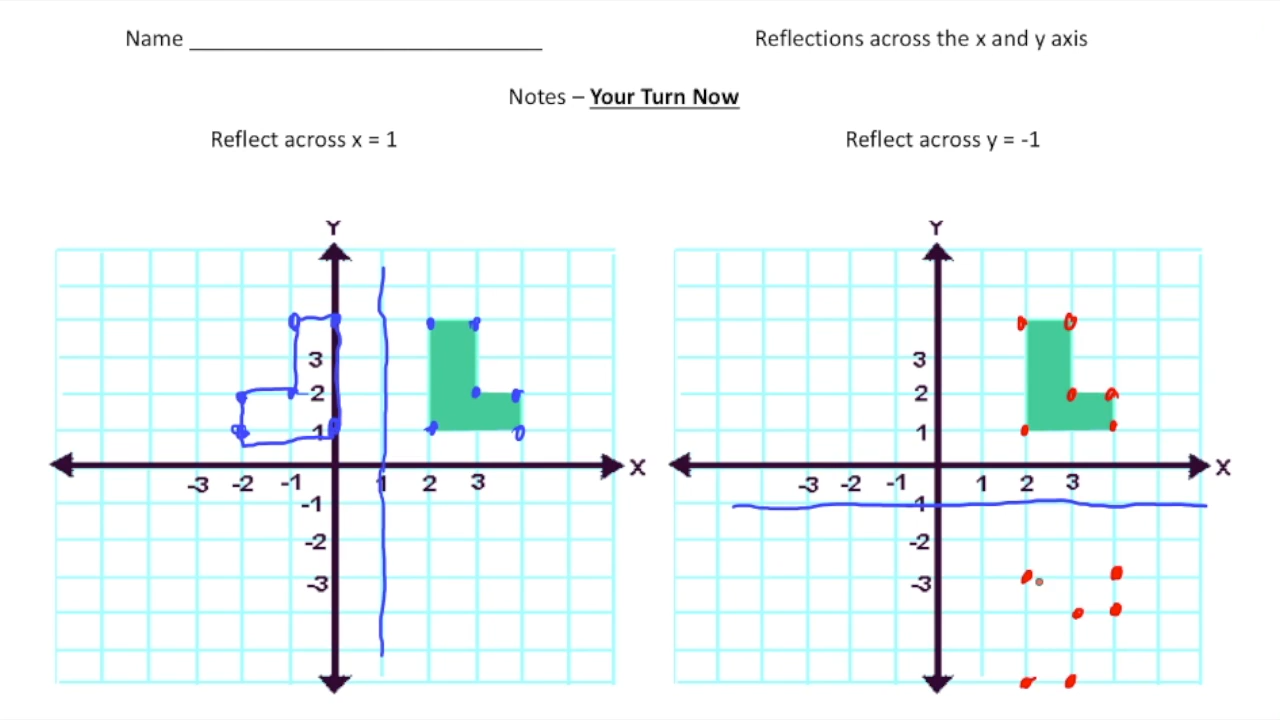 Name ______________________________ Reflections across the x and y axis
Notes – Your Turn Now
Reflect across x = 1 Reflect across y = -1
Y Y
3 3
2 2
1 1
X X
-3 -2 -1 1 2 3 -3 -2 -1 1 2 3
-1 -1
-2 -2
-3 -3